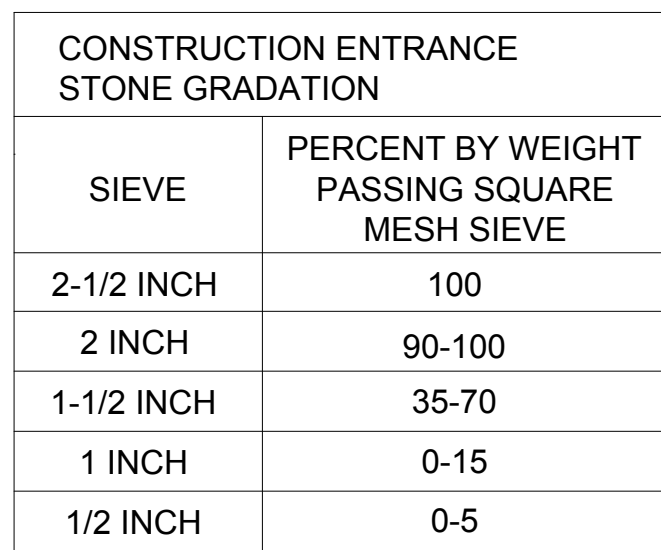 CONSTRUCTION ENTRANCE
STONE GRADATION
SIEVE
PERCENT BY WEIGHT
PASSING SQUARE
MESH SIEVE
2-1/2 INCH
100
2 INCH
90-100
1-1/2 INCH
35-70
1 INCH
0-15
1/2 INCH
0-5